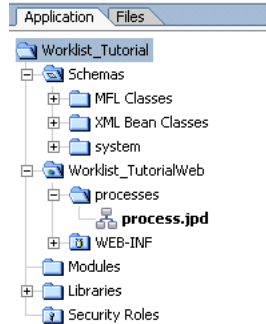 Application Files
Worklist_Tutorial
Schemas
MFL Classes
XML Bean Classes
system
Worklist_TutorialWeb
processes
process.jpd
WEB-INF
Modules
Libraries
Security Roles